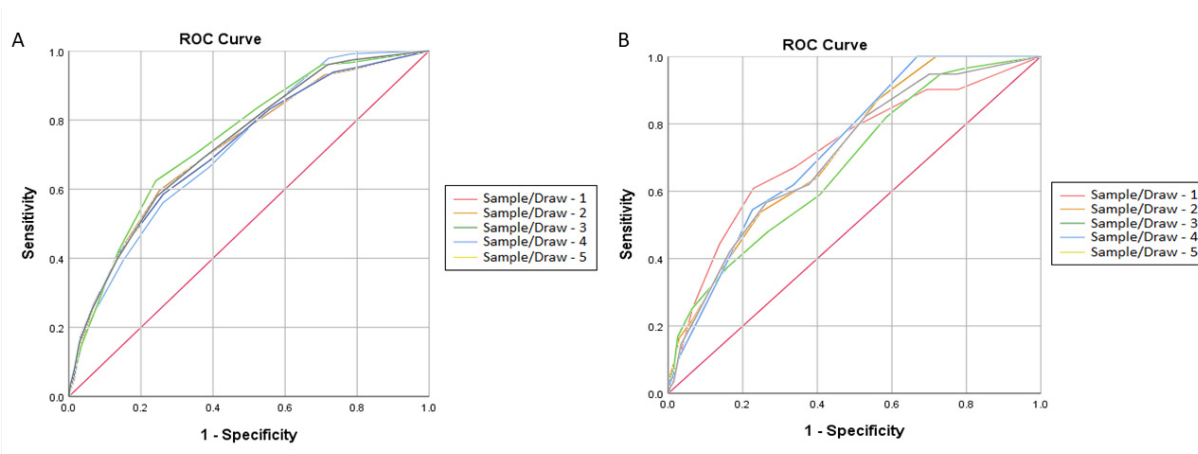 A
ROC Curve
1.0
0.8
0.6
0.4
0.2
0.0
Sensitivity
0.0 0.2 0.4 0.6 0.8 1.0
1 - Specificity
Sample/Draw - 1
Sample/Draw - 2
Sample/Draw - 3
Sample/Draw - 4
Sample/Draw - 5
B
ROC Curve
1.0
0.8
0.6
0.4
0.2
0.0
Sensitivity
0.0 0.2 0.4 0.6 0.8 1.0
1 - Specificity
Sample/Draw - 1
Sample/Draw - 2
Sample/Draw - 3
Sample/Draw - 4
Sample/Draw - 5